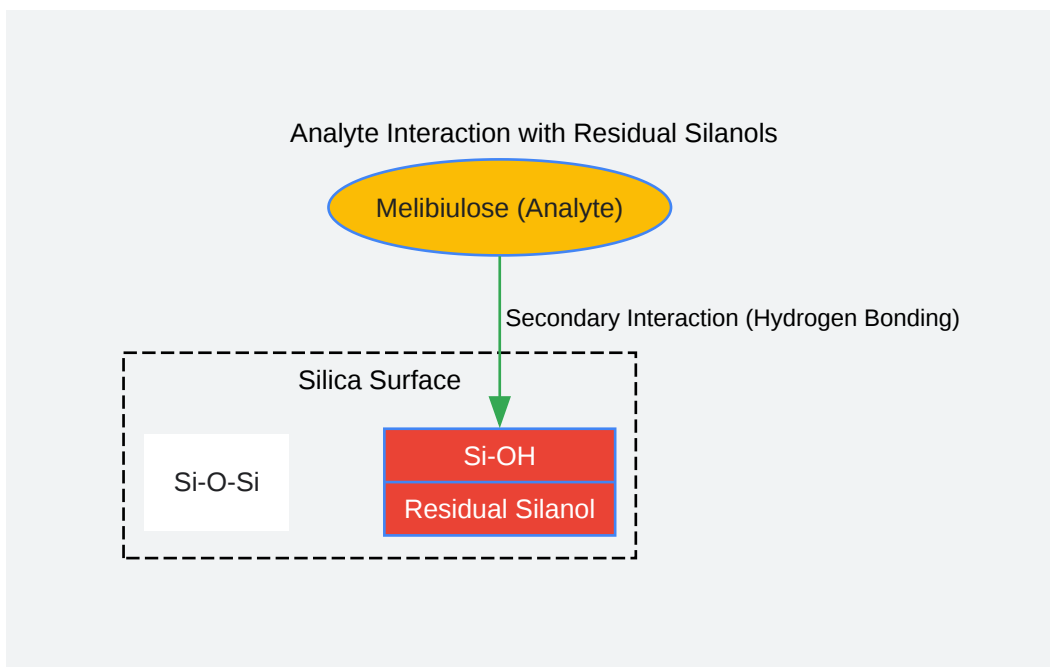 Analyte Interaction with Residual Silanols
Melibiulose (Analyte)
Secondary Interaction (Hydrogen Bonding)
Silica Surface
Si-O-Si
Si-OH
Residual Silanol